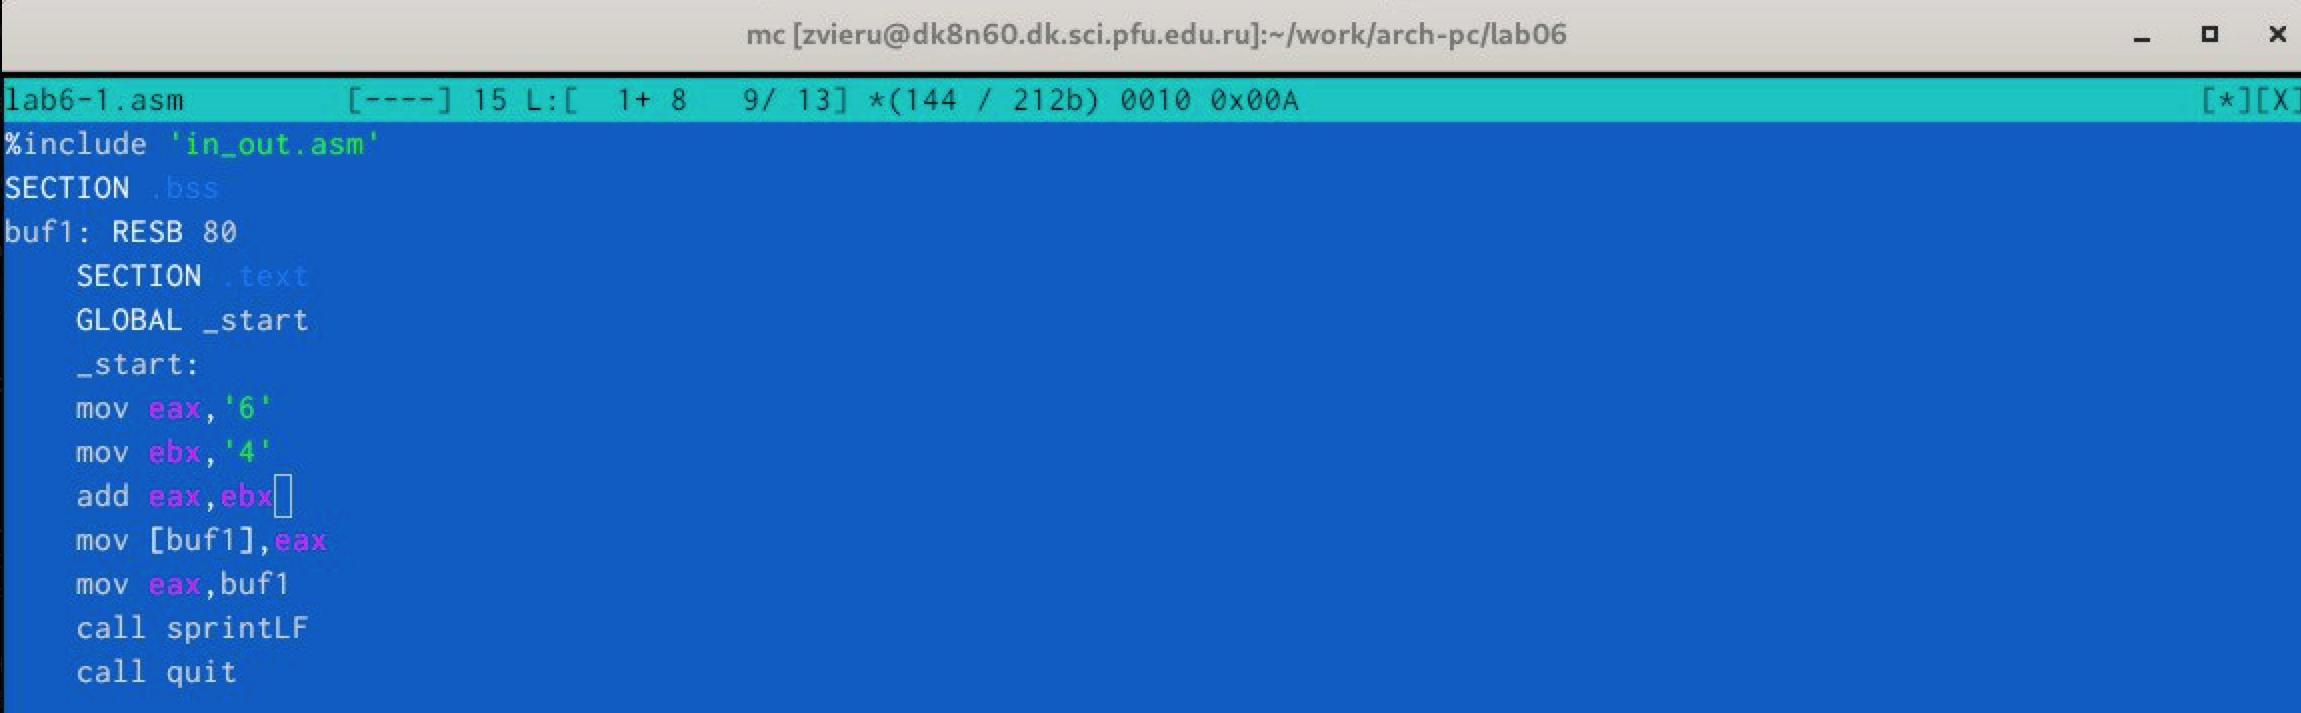 mc [zvieru@dk8n60.dk.sci.pfu.edu.ru]:~/work/arch-pc/lab06
lab6-1.asm [----] 15 L:[ 1+ 8 9/ 13] *(144 / 212b) 0010 0x00A [*][X]
%include 'in_out.asm'
SECTION .bss
buf1: RESB 80
SECTION .text
GLOBAL _start
_start:
mov eax,'6'
mov ebx,'4'
add eax,ebx
mov [buf1],eax
mov eax,buf1
call sprintLF
call quit